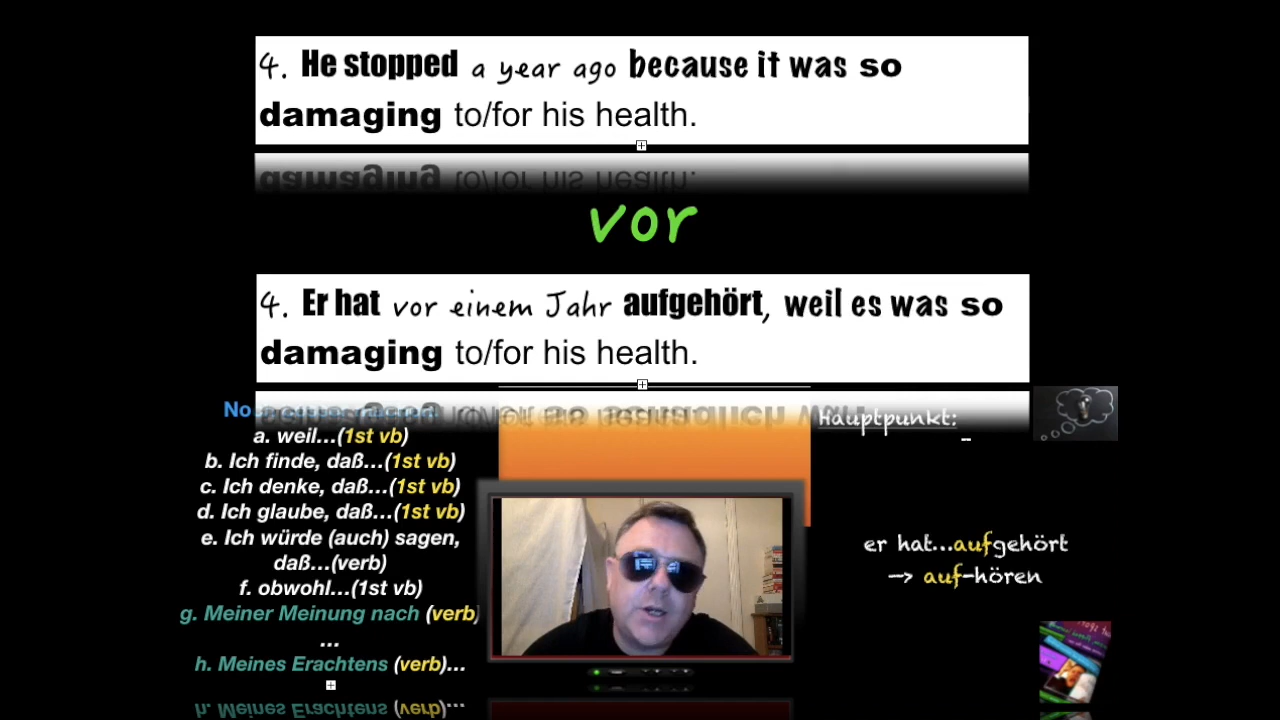 4. He stopped a year ago because it was so
damaging to/for his health.
vor
4. Er hat vor einem Jahr aufgehört, weil es was so
damaging to/for his health.
No
Hauptpunkt:
a. weil...(1st vb)
b. Ich finde, daß...(1st vb)
c. Ich denke, daß...(1st vb)
d. Ich glaube, daß...(1st vb)
e. Ich würde (auch) sagen,
daß...(verb)
f. obwohl...(1st vb)
g. Meiner Meinung nach (verb)
...
h. Meines Erachtens (verb)...
er hat...aufgehört
–> auf-hören